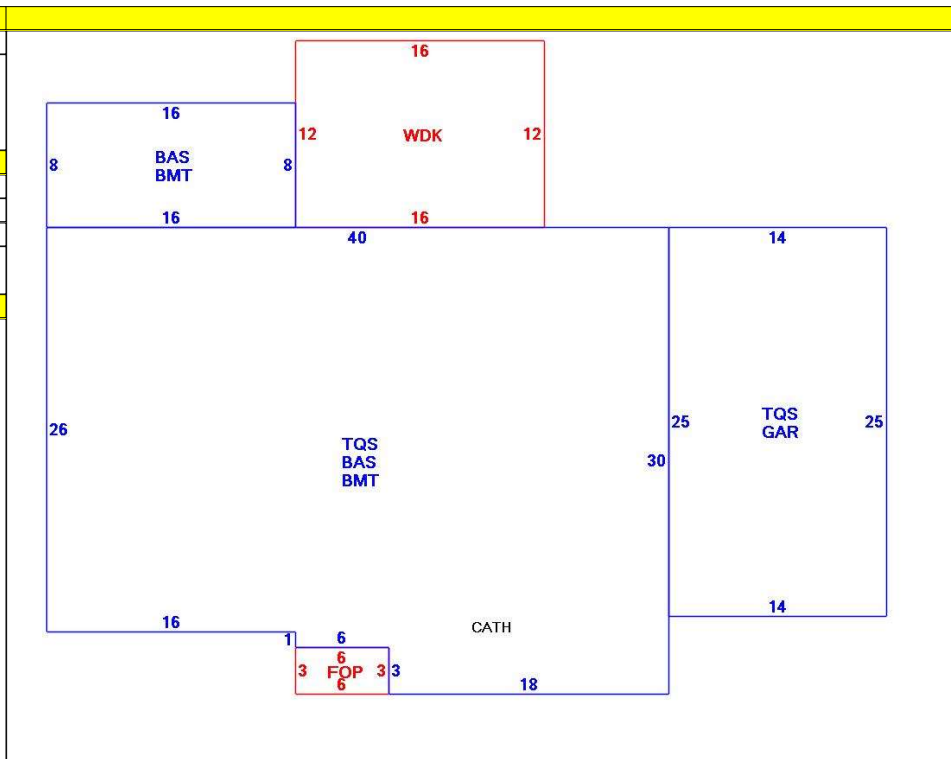 16
16
12 WDK 12
8 BAS 8
BMT
16 16
40 14
25 TQS 25
GAR
26 TQS
BAS 30
BMT
14
16 CATH
1 6
6
3 FOP 3 3
6 18